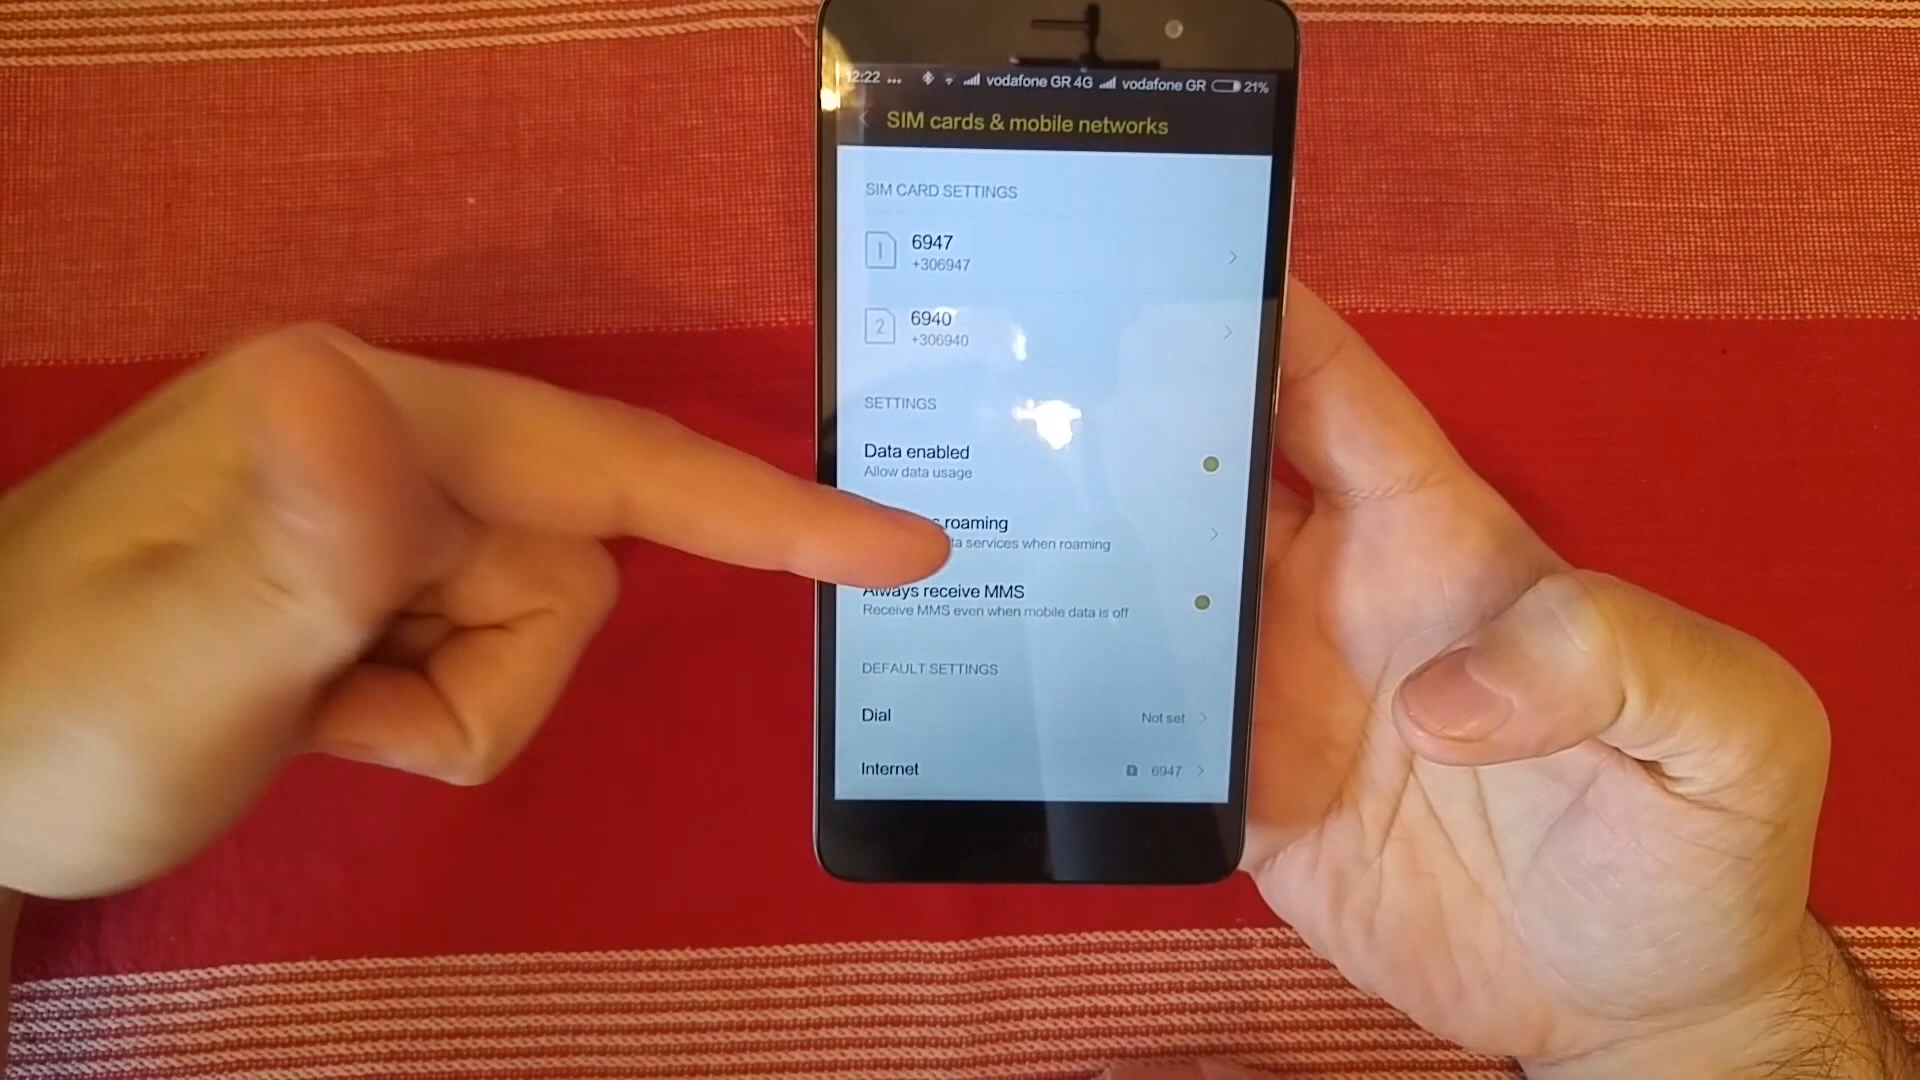 12:22 ... vodafone GR 4G vodafone GR 21%
SIM cards & mobile networks
SIM CARD SETTINGS
1 6947
+306947
2 6940
+306940
SETTINGS
Data enabled
Allow data usage
roaming
services when roaming
Always receive MMS
Receive MMS even when mobile data is off
DEFAULT SETTINGS
Dial Not set
Internet 6947